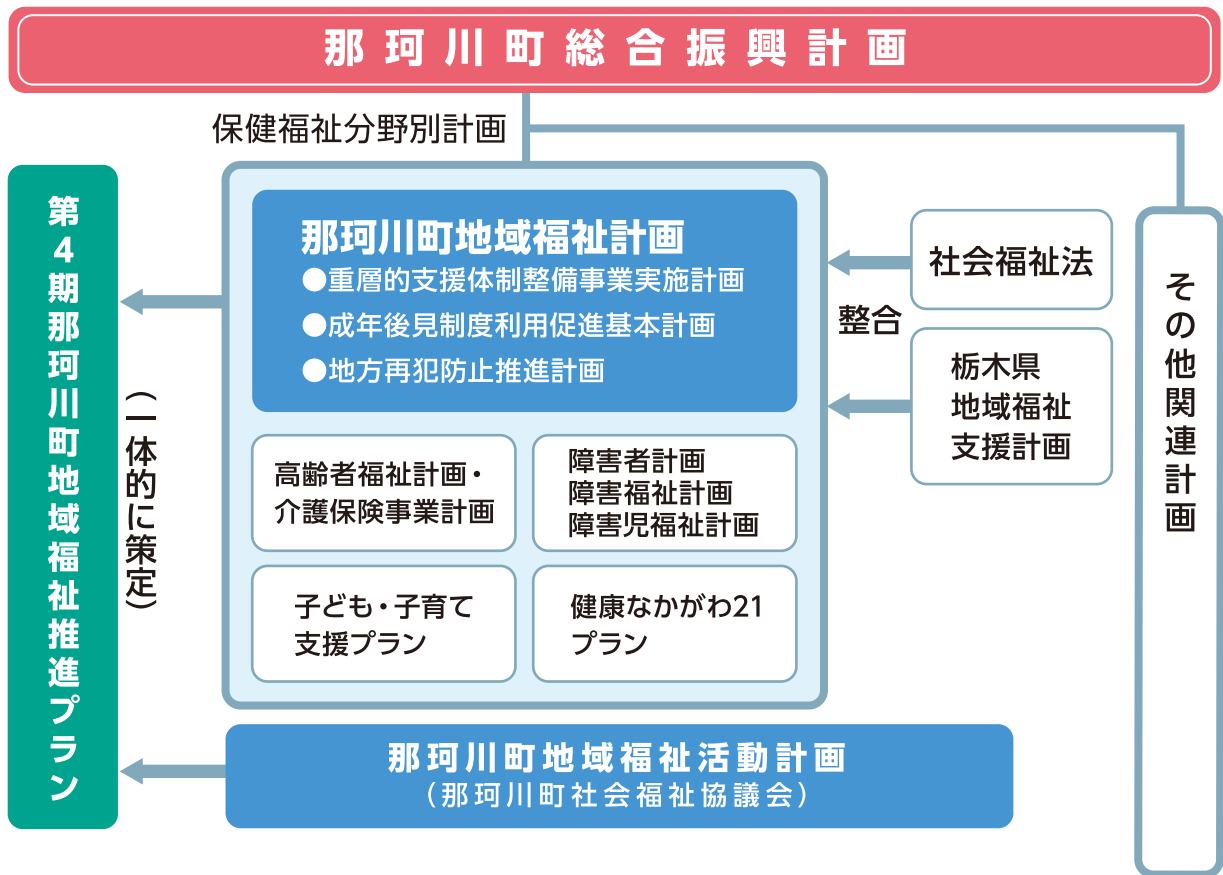 那珂川町総合振興計画
保健福祉分野別計画
第4期那珂川町地域福祉推進プラン
（一体的に策定）
那珂川町地域福祉計画
●重層的支援体制整備事業実施計画
●成年後見制度利用促進基本計画
●地方再犯防止推進計画
高齢者福祉計画・
介護保険事業計画
障害者計画
障害福祉計画
障害児福祉計画
子ども・子育て
支援プラン
健康なかがわ21
プラン
社会福祉法
整合
栃木県
地域福祉
支援計画
その他関連計画
那珂川町地域福祉活動計画
（那珂川町社会福祉協議会）